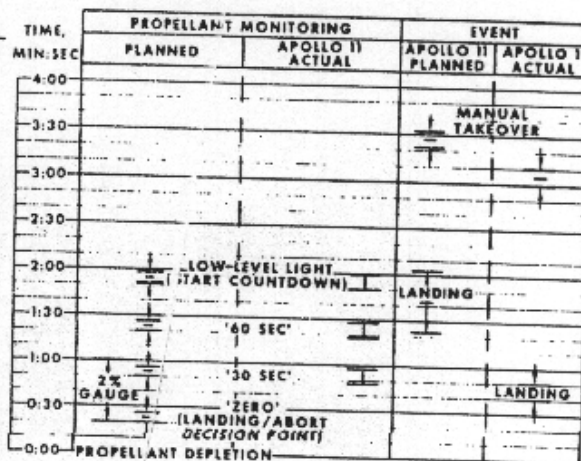 TIME,
MIN:SEC
PROPELLANT MONITORING
EVENT
PLANNED
APOLLO 11
ACTUAL
APOLLO 11
PLANNED
APOLLO 1
ACTUAL
4:00
3:30
3:00
2:30
2:00
1:30
1:00
0:30
0:00
MANUAL
TAKEOVER
LOW-LEVEL LIGHT
(START COUNTDOWN)
LANDING
'60 SEC'
'30 SEC'
2%
GAUGE
LANDING
'ZERO'
(LANDING/ABORT
DECISION POINT)
PROPELLANT DEPLETION